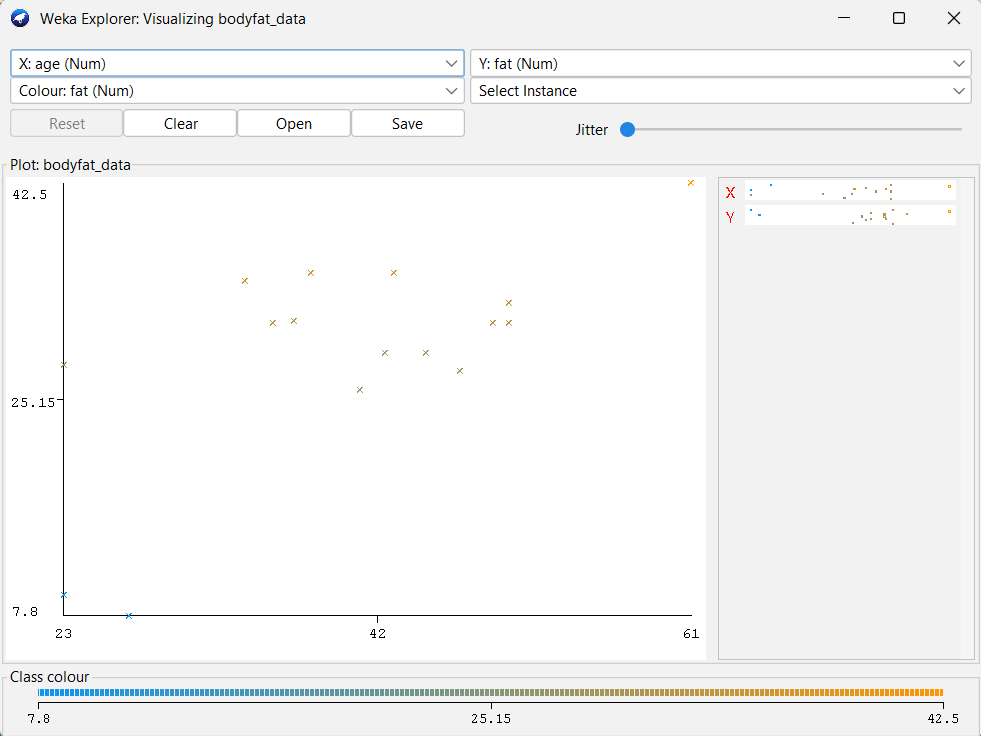 Weka Explorer: Visualizing bodyfat_data
X: age (Num) Y: fat (Num)
Colour: fat (Num) Select Instance
Reset Clear Open Save Jitter
Plot: bodyfat_data
42.5
25.15
7.8
23 42 61
X
Y
Class colour
7.8 25.15 42.5